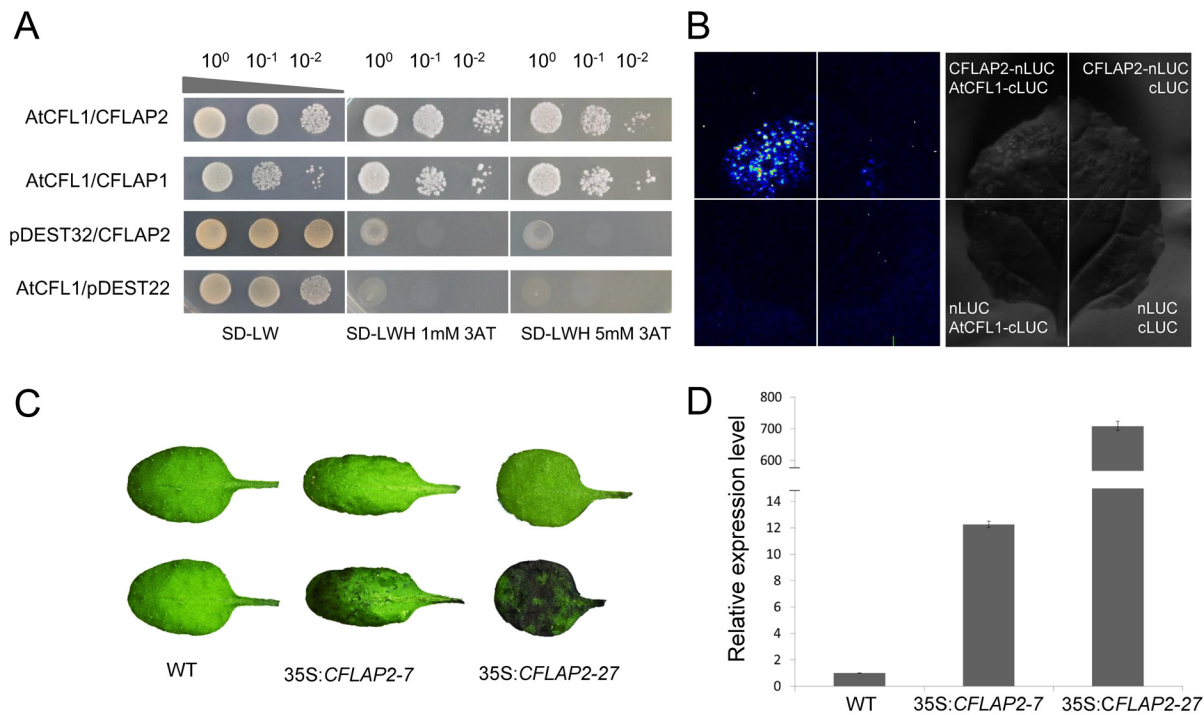 A
10⁰ 10⁻¹ 10⁻² 10⁰ 10⁻¹ 10⁻² 10⁰ 10⁻¹ 10⁻²
AtCFL1/CFLAP2
AtCFL1/CFLAP1
pDEST32/CFLAP2
AtCFL1/pDEST22
SD-LW SD-LWH 1mM 3AT SD-LWH 5mM 3AT
B
CFLAP2-nLUC
AtCFL1-cLUC
CFLAP2-nLUC
cLUC
nLUC
AtCFL1-cLUC
nLUC
cLUC
C
WT 35S:CFLAP2-7 35S:CFLAP2-27
D
Relative expression level
800
700
600
14
12
10
8
6
4
2
0
WT 35S:CFLAP2-7 35S:CFLAP2-27